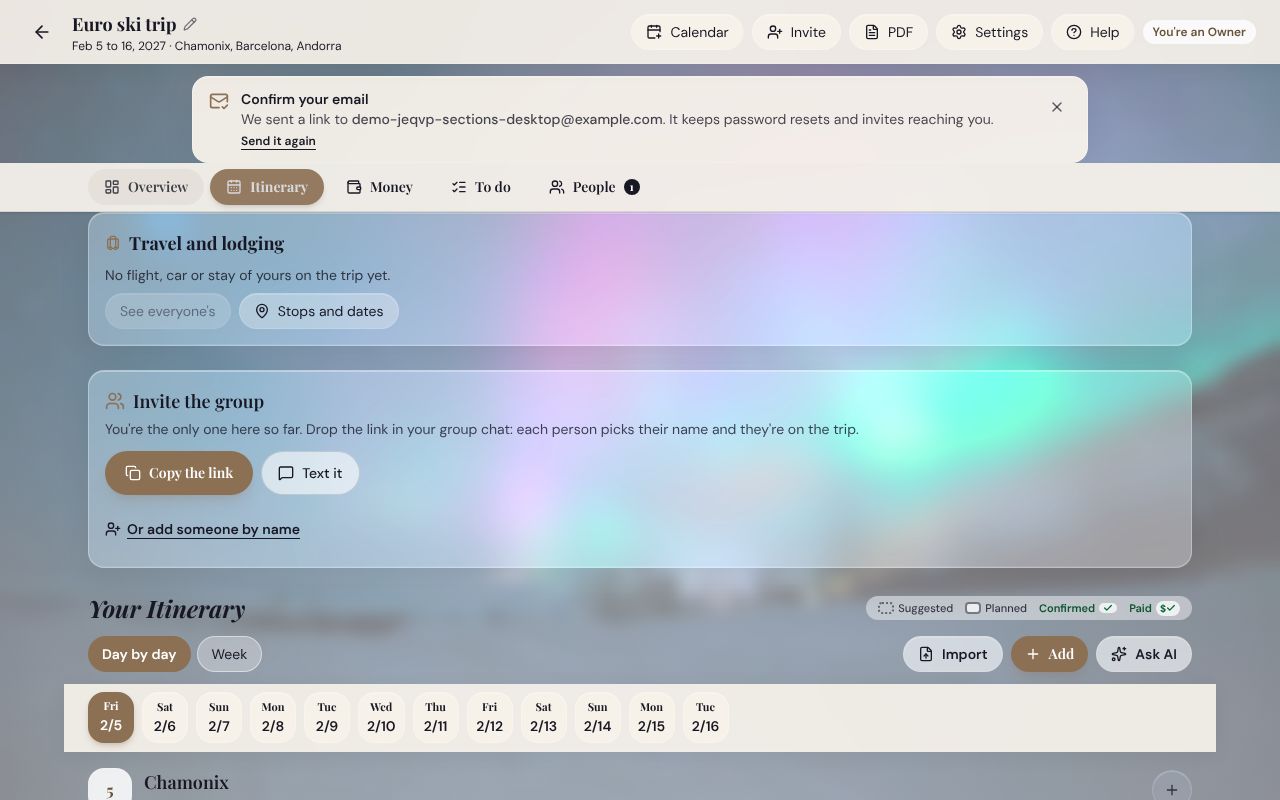 Euro ski trip
Feb 5 to 16, 2027 · Chamonix, Barcelona, Andorra
Calendar
Invite
PDF
Settings
Help
You're an Owner
Confirm your email
We sent a link to demo-jeqvp-sections-desktop@example.com. It keeps password resets and invites reaching you.
Send it again
Overview
Itinerary
Money
To do
People 1
Travel and lodging
No flight, car or stay of yours on the trip yet.
See everyone's
Stops and dates
Invite the group
You're the only one here so far. Drop the link in your group chat: each person picks their name and they're on the trip.
Copy the link
Text it
Or add someone by name
Your Itinerary
Suggested
Planned
Confirmed
Paid $
Day by day
Week
Import
Add
Ask AI
Fri 2/5
Sat 2/6
Sun 2/7
Mon 2/8
Tue 2/9
Wed 2/10
Thu 2/11
Fri 2/12
Sat 2/13
Sun 2/14
Mon 2/15
Tue 2/16
5
Chamonix